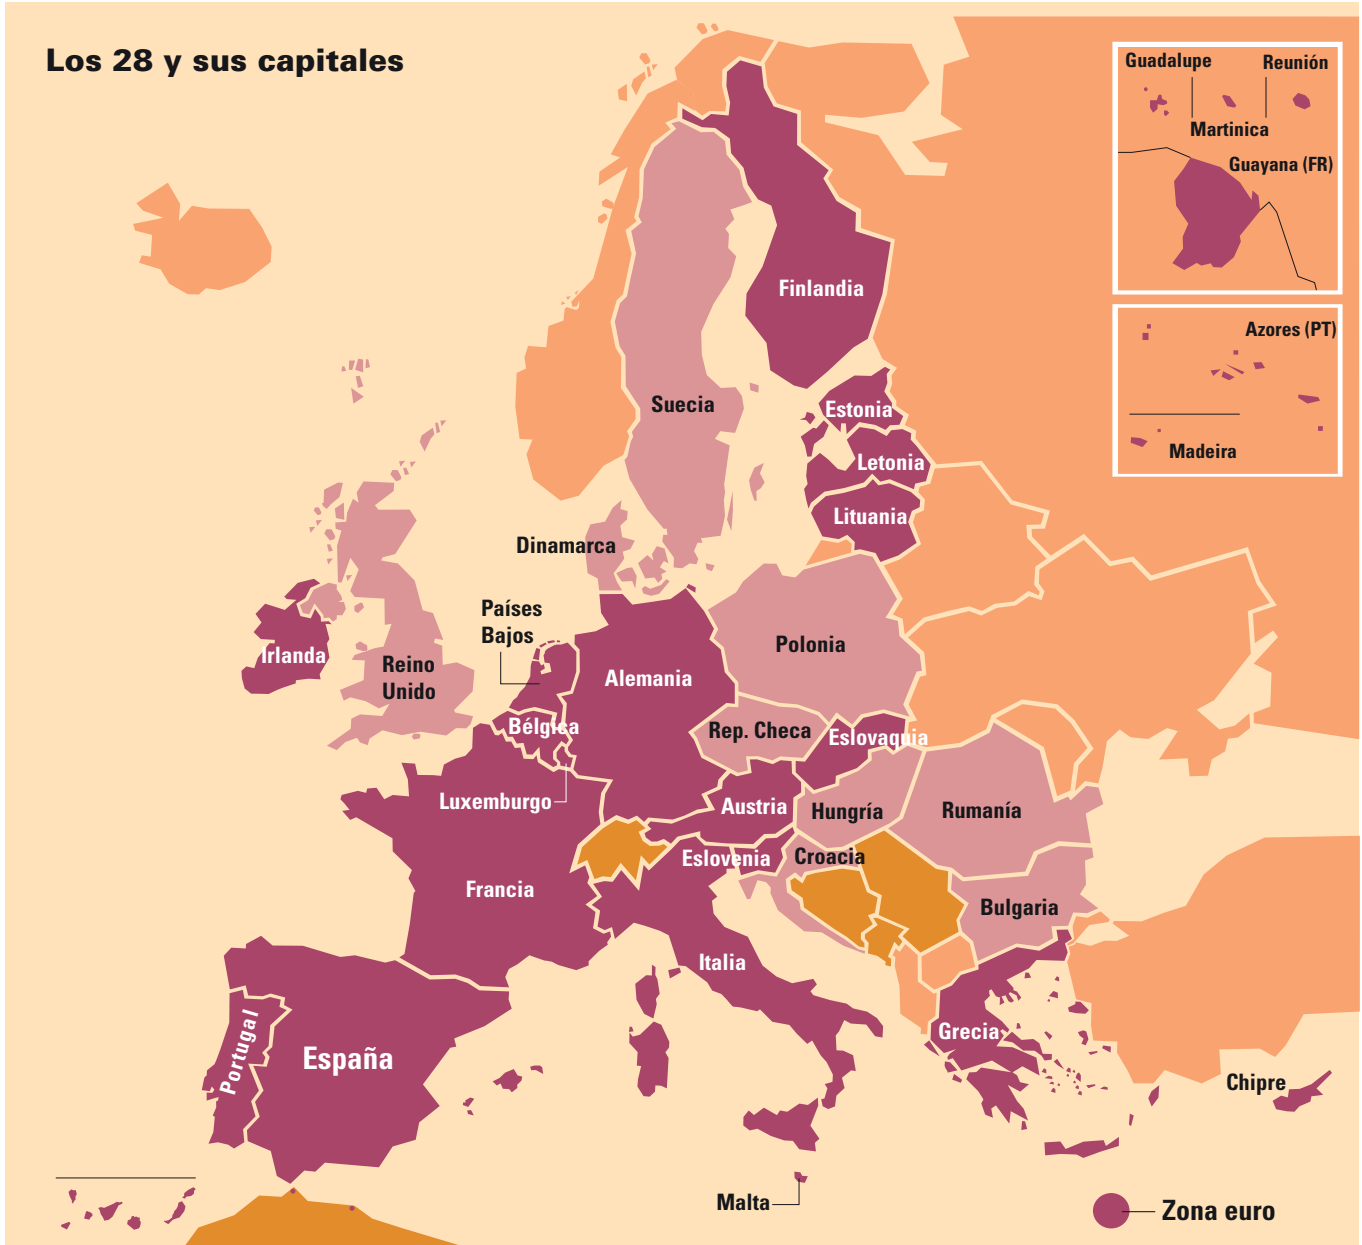 Los 28 y sus capitales
Guadalupe
Reunión
Martinica
Guayana (FR)
Azores (PT)
Madeira
Finlandia
Suecia
Estonia
Letonia
Lituania
Dinamarca
Países
Bajos
Irlanda
Reino
Unido
Polonia
Alemania
Bélgica
Rep. Checa
Eslovaquia
Luxemburgo
Austria
Hungría
Rumanía
Eslovenia
Croacia
Francia
Bulgaria
Italia
Portugal
España
Grecia
Chipre
Malta
Zona euro